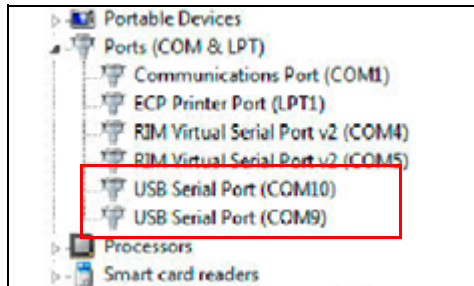 Portable Devices
Ports (COM & LPT)
Communications Port (COM1)
ECP Printer Port (LPT1)
RIM Virtual Serial Port v2 (COM4)
RIM Virtual Serial Port v2 (COM5)
USB Serial Port (COM10)
USB Serial Port (COM9)
Processors
Smart card readers